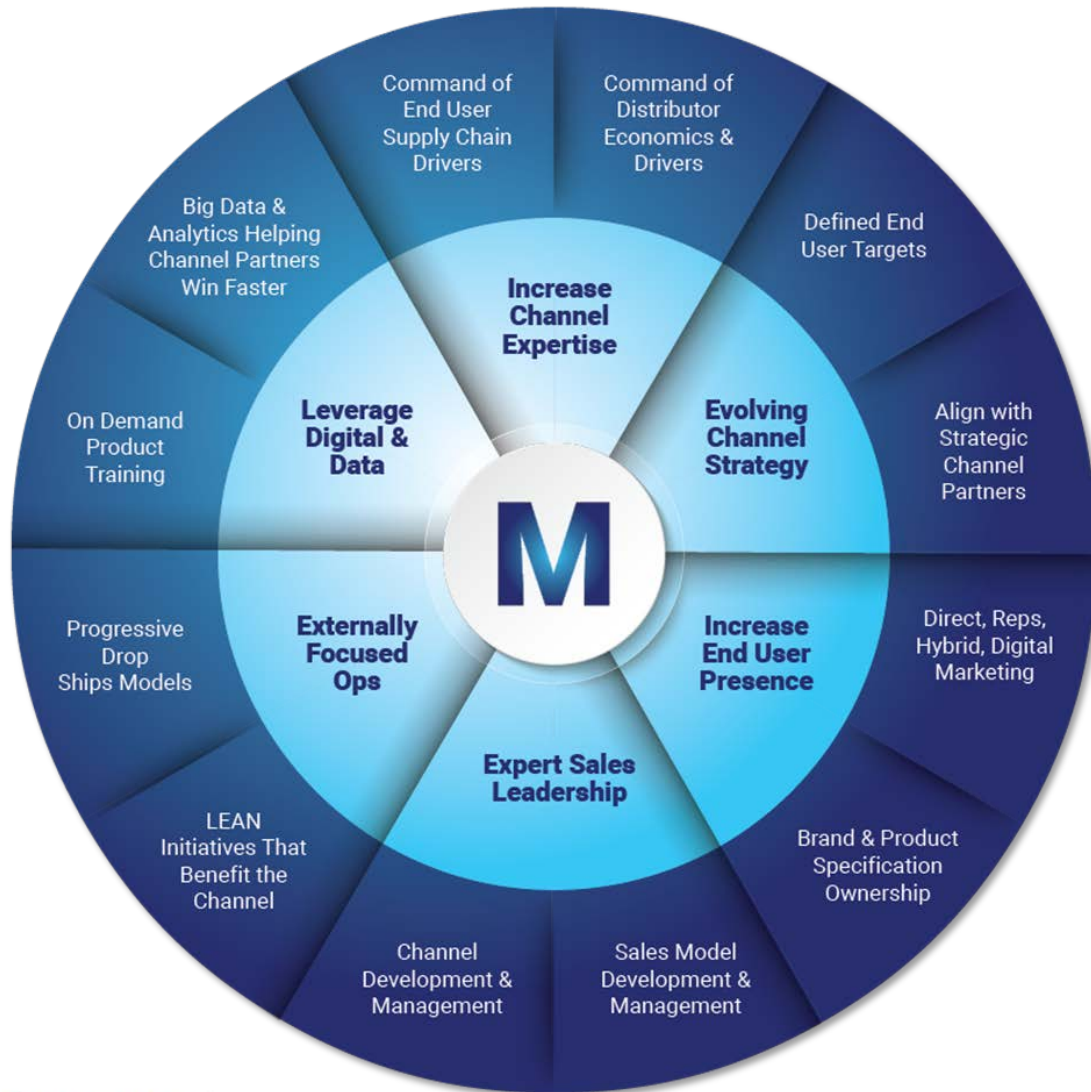 Command of
End User
Supply Chain
Drivers
Command of
Distributor
Economics &
Drivers
Defined End
User Targets
Align with
Strategic
Channel
Partners
Direct, Reps,
Hybrid, Digital
Marketing
Brand & Product
Specification
Ownership
Sales Model
Development &
Management
Channel
Development &
Management
LEAN
Initiatives That
Benefit the
Channel
Progressive
Drop
Ships Models
On Demand
Product
Training
Big Data &
Analytics Helping
Channel Partners
Win Faster
Increase
Channel
Expertise
Evolving
Channel
Strategy
Increase
End User
Presence
Expert Sales
Leadership
Externally
Focused
Ops
Leverage
Digital &
Data
M